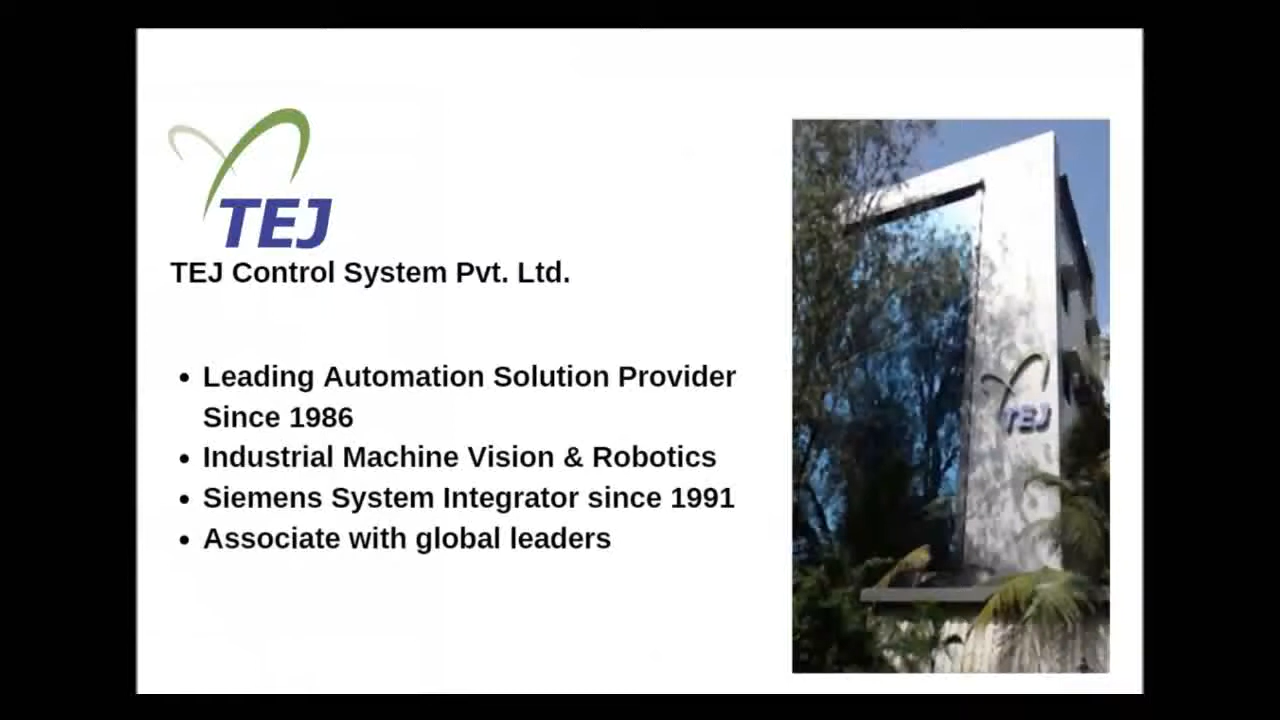 TEJ
TEJ Control System Pvt. Ltd.
• Leading Automation Solution Provider
Since 1986
• Industrial Machine Vision & Robotics
• Siemens System Integrator since 1991
• Associate with global leaders
TEJ